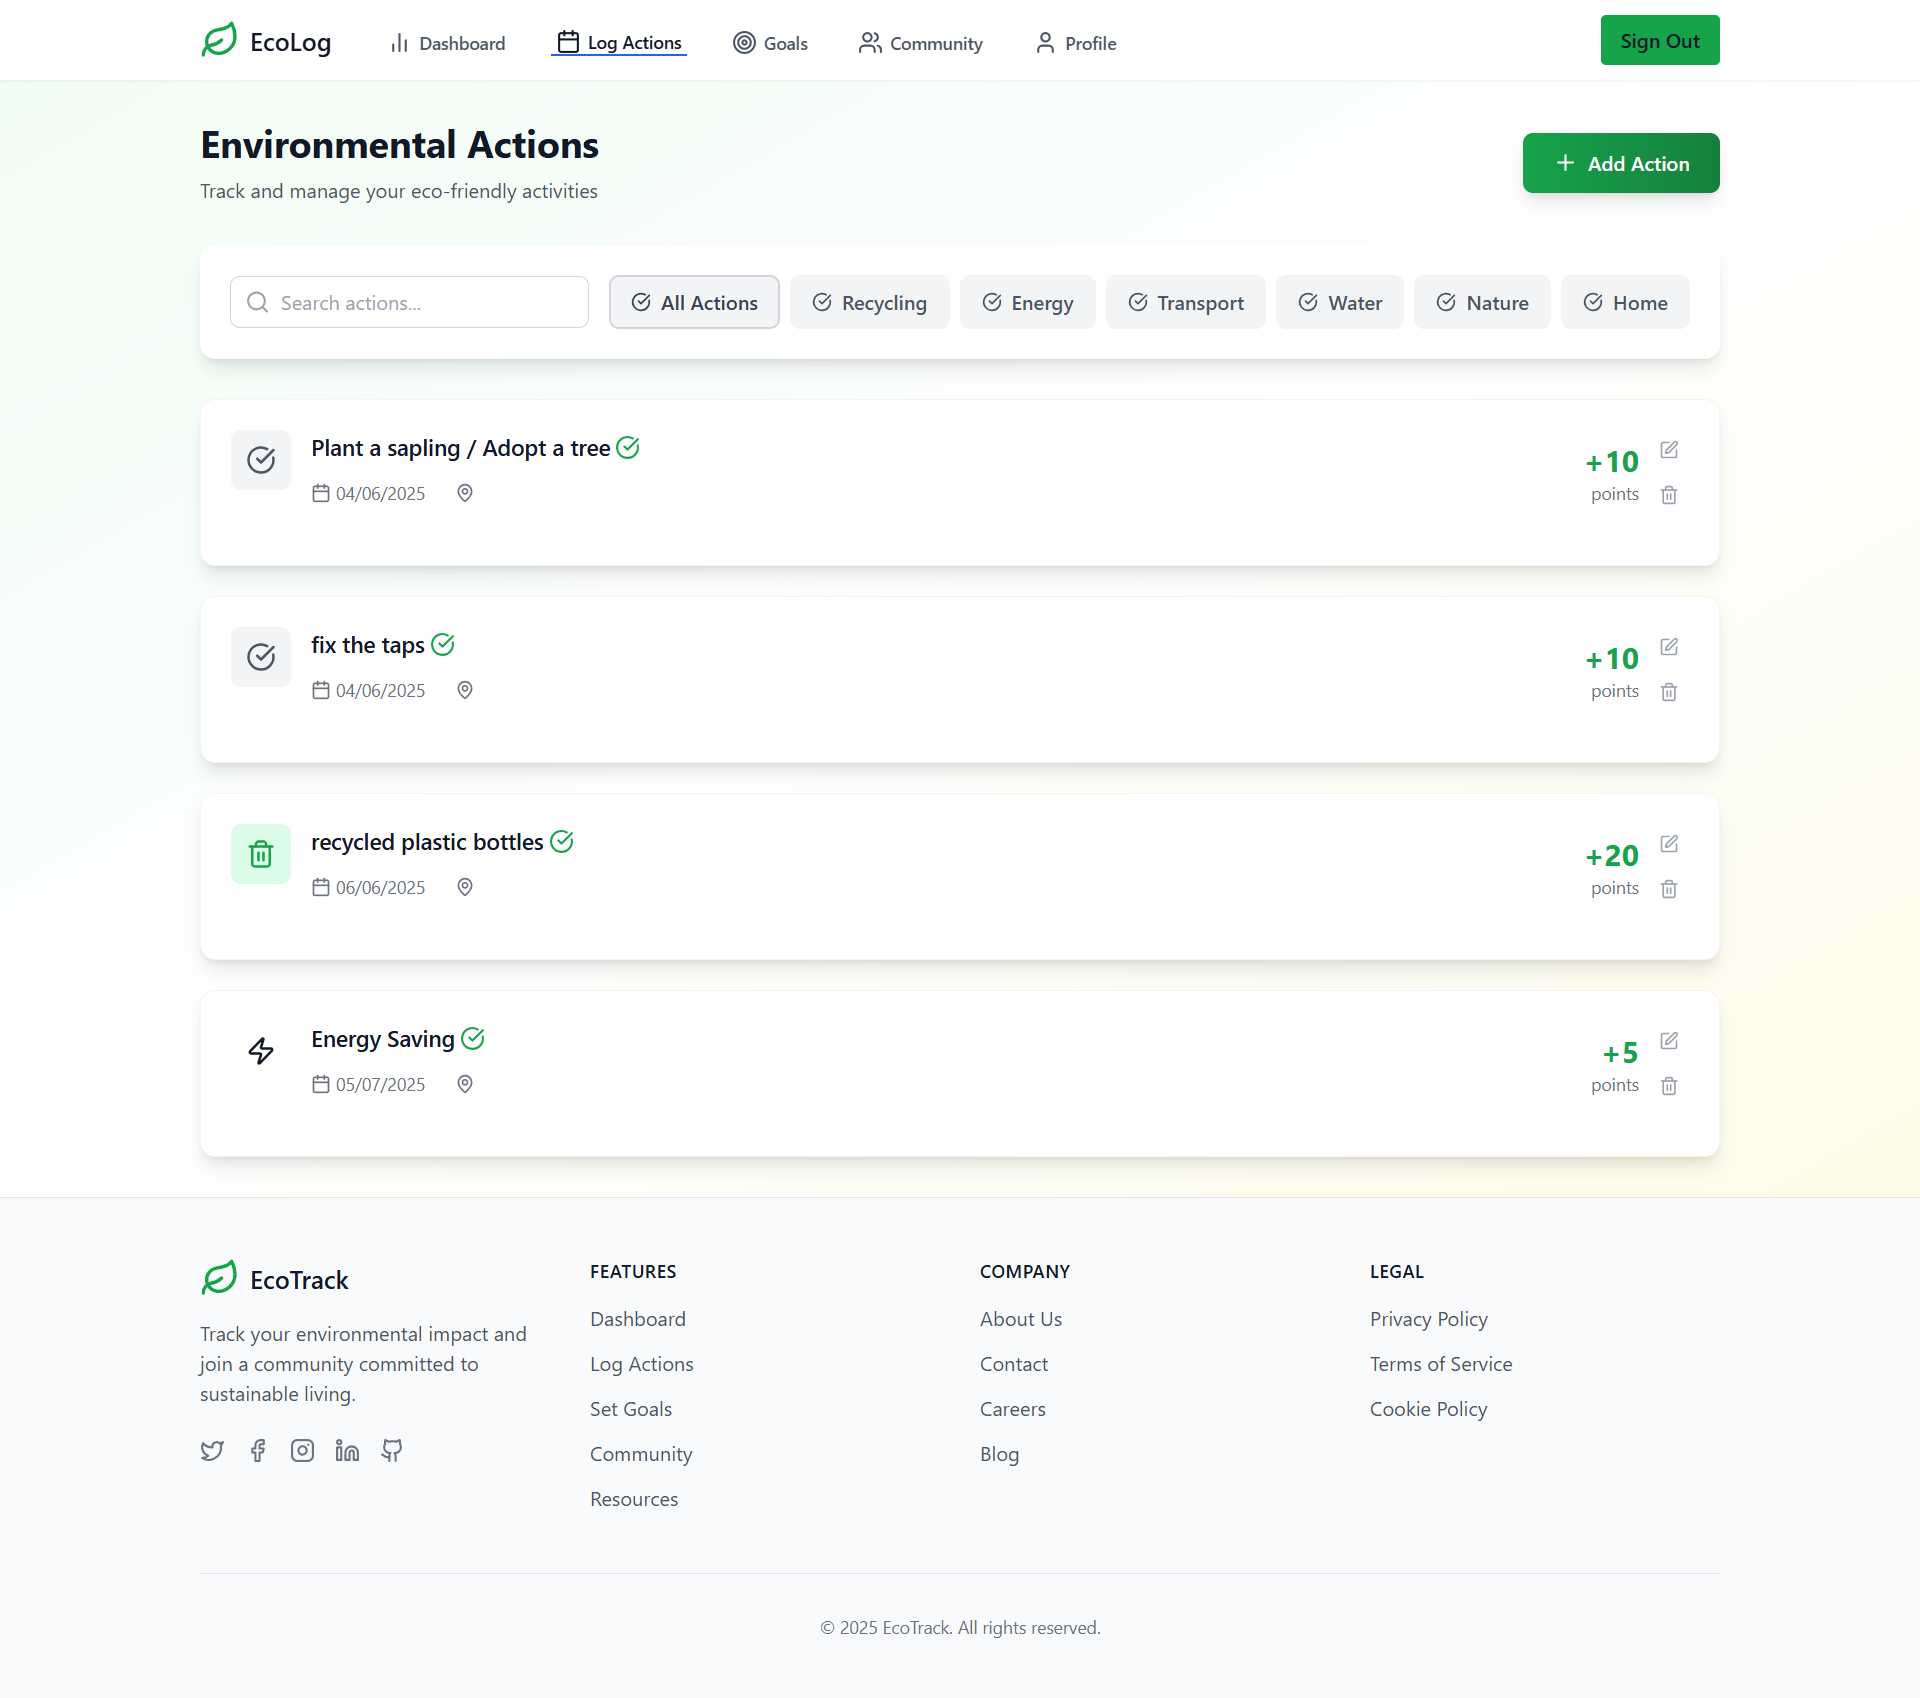 EcoLog
Dashboard
Log Actions
Goals
Community
Profile
Sign Out
Environmental Actions
Track and manage your eco-friendly activities
Add Action
Search actions...
All Actions
Recycling
Energy
Transport
Water
Nature
Home
Plant a sapling / Adopt a tree
04/06/2025
+10
points
fix the taps
04/06/2025
+10
points
recycled plastic bottles
06/06/2025
+20
points
Energy Saving
05/07/2025
+5
points
EcoTrack
Track your environmental impact and
join a community committed to
sustainable living.
FEATURES
Dashboard
Log Actions
Set Goals
Community
Resources
COMPANY
About Us
Contact
Careers
Blog
LEGAL
Privacy Policy
Terms of Service
Cookie Policy
© 2025 EcoTrack. All rights reserved.